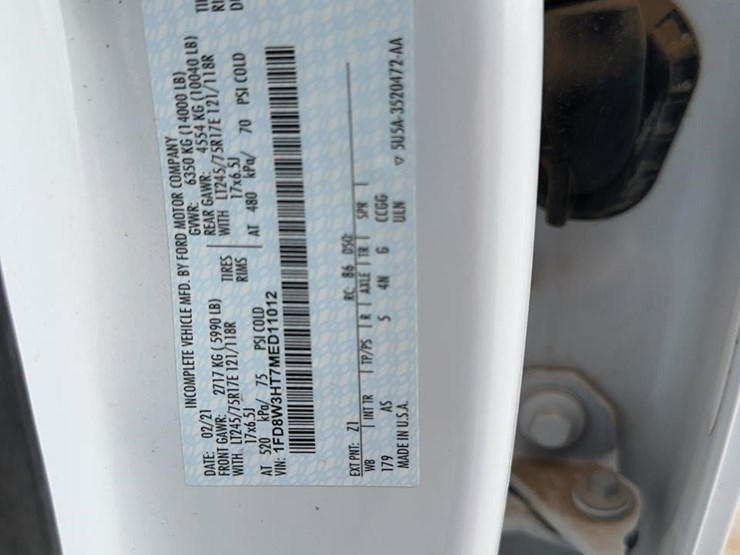 INCOMPLETE VEHICLE MFD. BY FORD MOTOR COMPANY
DATE: 02/21 GVWR: 6350 KG (14000 LB)
FRONT GAWR: 2717 KG (5990 LB) REAR GAWR: 4554 KG (10040 LB)
WITH LT245/75R17E 121/118R TIRES WITH LT245/75R17E 121/118R
17x6.5J RIMS 17x6.5J
AT 520 kPa/ 75 PSI COLD AT 480 kPa/ 70 PSI COLD
VIN: 1FD8W3HT7MED11012
EXT PNT: Z1 RC: 86 DSO:
WB INT TR TP/PS R AXLE TR SPR
179 AS 5 4N G CCGG
MADE IN U.S.A. ULN ▽ 5U5A-3520472-AA